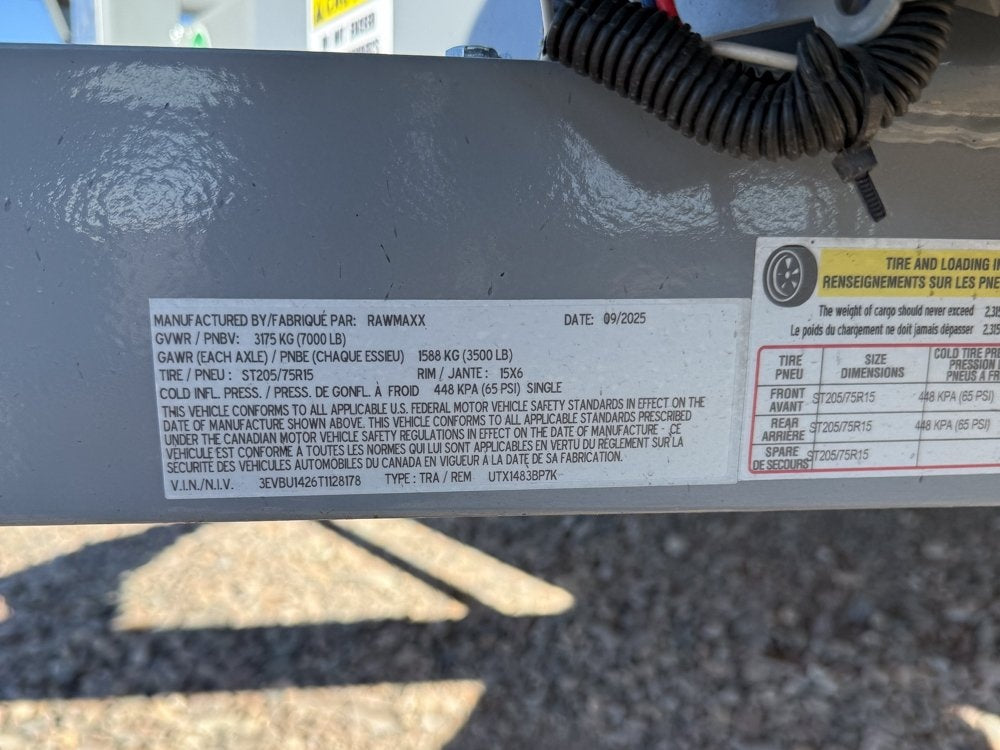 MANUFACTURED BY/FABRIQUÉ PAR: RAWMAXX DATE: 09/2025
GVWR / PNBV: 3175 KG (7000 LB)
GAWR (EACH AXLE) / PNBE (CHAQUE ESSIEU) 1588 KG (3500 LB)
TIRE / PNEU : ST205/75R15 RIM / JANTE : 15X6
COLD INFL. PRESS. / PRESS. DE GONFL. À FROID 448 KPA (65 PSI) SINGLE
THIS VEHICLE CONFORMS TO ALL APPLICABLE U.S. FEDERAL MOTOR VEHICLE SAFETY STANDARDS IN EFFECT ON THE
DATE OF MANUFACTURE SHOWN ABOVE. THIS VEHICLE CONFORMS TO ALL APPLICABLE STANDARDS PRESCRIBED
UNDER THE CANADIAN MOTOR VEHICLE SAFETY REGULATIONS IN EFFECT ON THE DATE OF MANUFACTURE - CE
VEHICULE EST CONFORME A TOUTES LES NORMES QUI LUI SONT APPLICABLES EN VERTU DU REGLEMENT SUR LA
SECURITE DES VEHICULES AUTOMOBILES DU CANADA EN VIGUEUR A LA DATE DE SA FABRICATION.
V.I.N./N.I.V. 3EVBU1426T1128178 TYPE : TRA / REM UTX1483BP7K
TIRE AND LOADING
RENSEIGNEMENTS SUR LES
The weight of cargo should never exceed
Le poids du chargement ne doit jamais dépasser
TIRE SIZE COLD TIRE
PNEU DIMENSIONS PRESSION
PNEUS À
FRONT ST205/75R15 448 KPA (65 PSI)
AVANT
REAR ST205/75R15 448 KPA (65 PSI)
ARRIÈRE
SPARE ST205/75R15
DE SECOURS